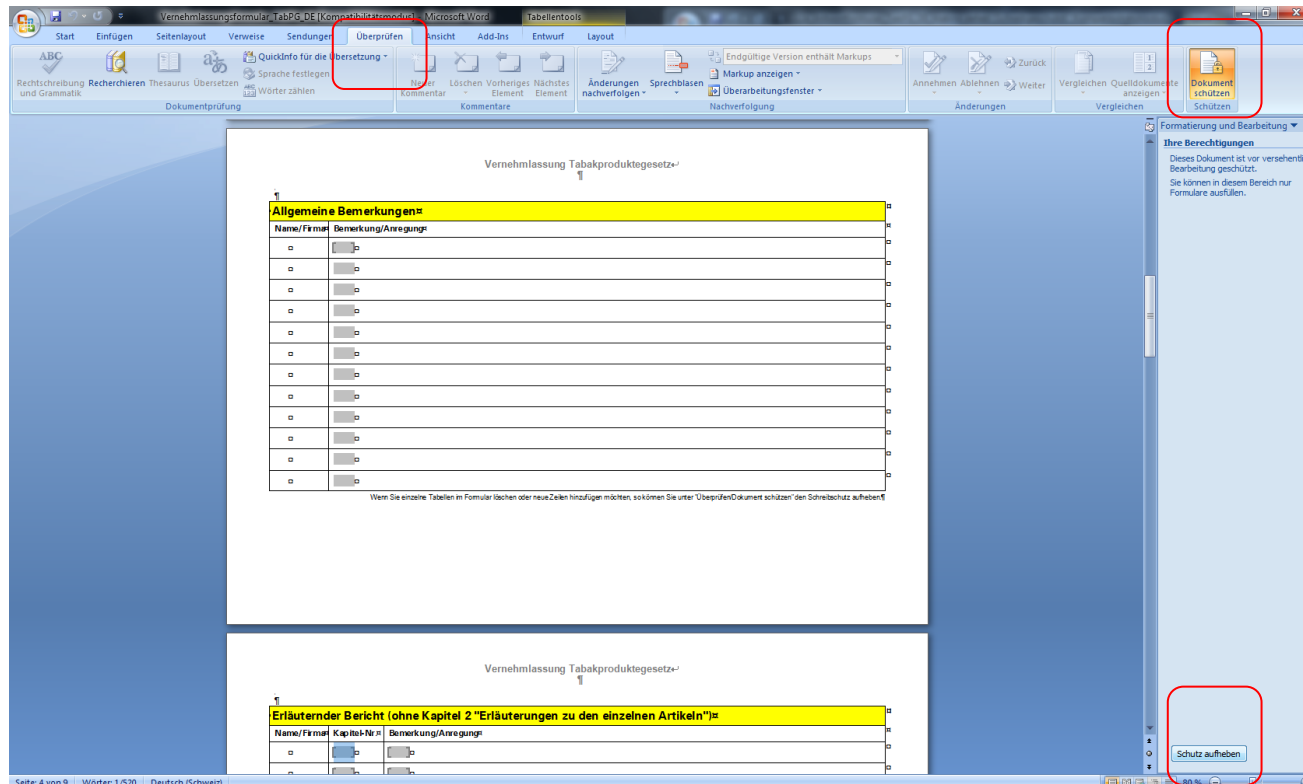 Vernehmlassungsformular_TabPG_DE [Kompatibilitätsmodus] - Microsoft Word Tabellentools
Start Einfügen Seitenlayout Verweise Sendungen Überprüfen Ansicht Add-Ins Entwurf Layout
ABC
Rechtschreibung und Grammatik
Recherchieren
Thesaurus
Übersetzen
QuickInfo für die Übersetzung
Sprache festlegen
ABC 123 Wörter zählen
Dokumentprüfung
Neuer Kommentar
Löschen
Vorheriges Element
Nächstes Element
Kommentare
Änderungen nachverfolgen
Sprechblasen
Endgültige Version enthält Markups
Markup anzeigen
Überarbeitungsfenster
Nachverfolgung
Annehmen
Ablehnen
Zurück
Weiter
Änderungen
Vergleichen
Quelldokumente anzeigen
Vergleichen
Dokument schützen
Schützen
Formatierung und Bearbeitung
Ihre Berechtigungen
Dieses Dokument ist vor versehentli
Bearbeitung geschützt.
Sie können in diesem Bereich nur
Formulare ausfüllen.
Vernehmlassung Tabakproduktegesetz
¶
¶
Allgemeine Bemerkungen¤
Name/Firma¤ Bemerkung/Anregung¤
Wenn Sie einzelne Tabellen im Formular löschen oder neue Zeilen hinzufügen möchten, so können Sie unter "Überprüfen/Dokument schützen" den Schreibschutz aufheben¶
Vernehmlassung Tabakproduktegesetz
¶
¶
Erläuternder Bericht (ohne Kapitel 2 "Erläuterungen zu den einzelnen Artikeln")¤
Name/Firma¤ Kapitel-Nr.¤ Bemerkung/Anregung¤
Schutz aufheben
Seite: 4 von 9 Wörter: 1/520 Deutsch (Schweiz) 80 %